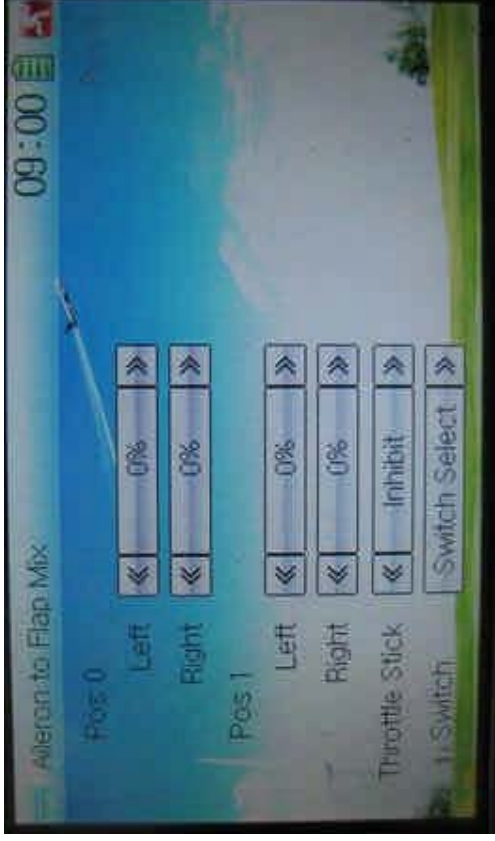 Aileron to Flap Mix 09:00
Pos 0
Left 0%
Right 0%
Pos 1
Left 0%
Right 0%
Throttle Stick Inhibit
1: Switch Switch Select